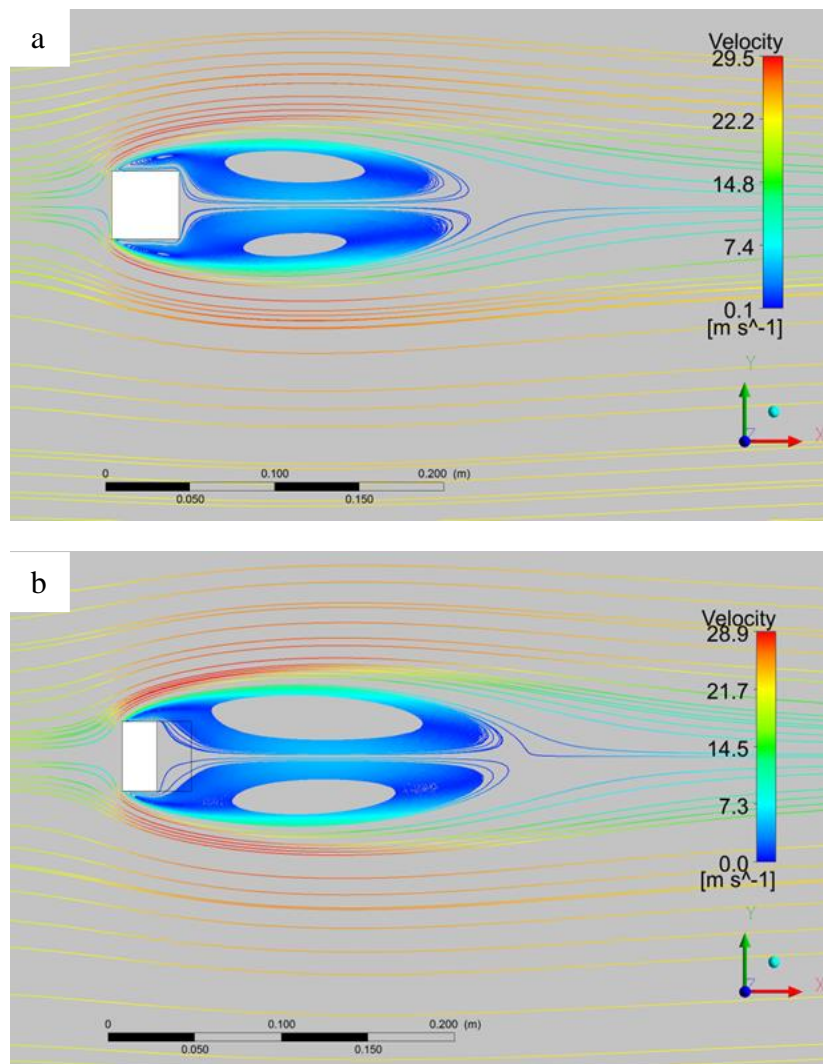 a
Velocity
29.5
22.2
14.8
7.4
0.1
[m s^-1]
Y
Z
X
0 0.100 0.200 (m)
0.050 0.150
b
Velocity
28.9
21.7
14.5
7.3
0.0
[m s^-1]
Y
Z
X
0 0.100 0.200 (m)
0.050 0.150